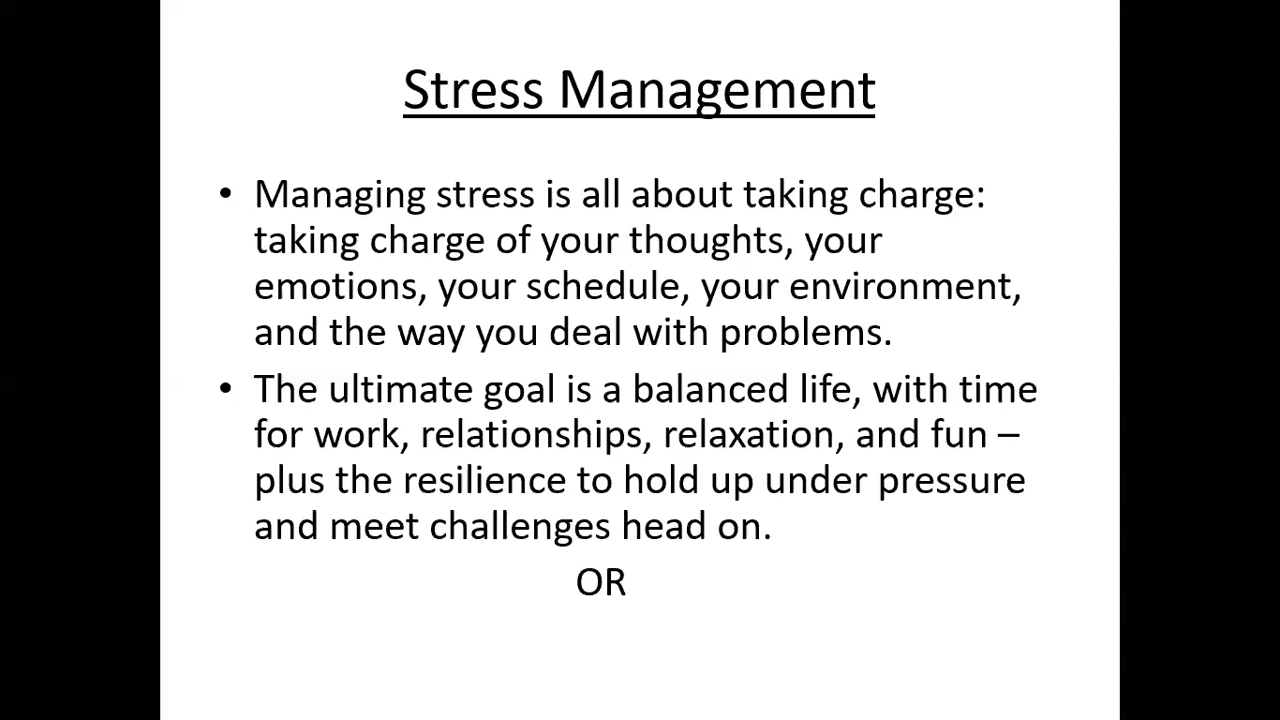 Stress Management
• Managing stress is all about taking charge:
taking charge of your thoughts, your
emotions, your schedule, your environment,
and the way you deal with problems.
• The ultimate goal is a balanced life, with time
for work, relationships, relaxation, and fun –
plus the resilience to hold up under pressure
and meet challenges head on.
OR